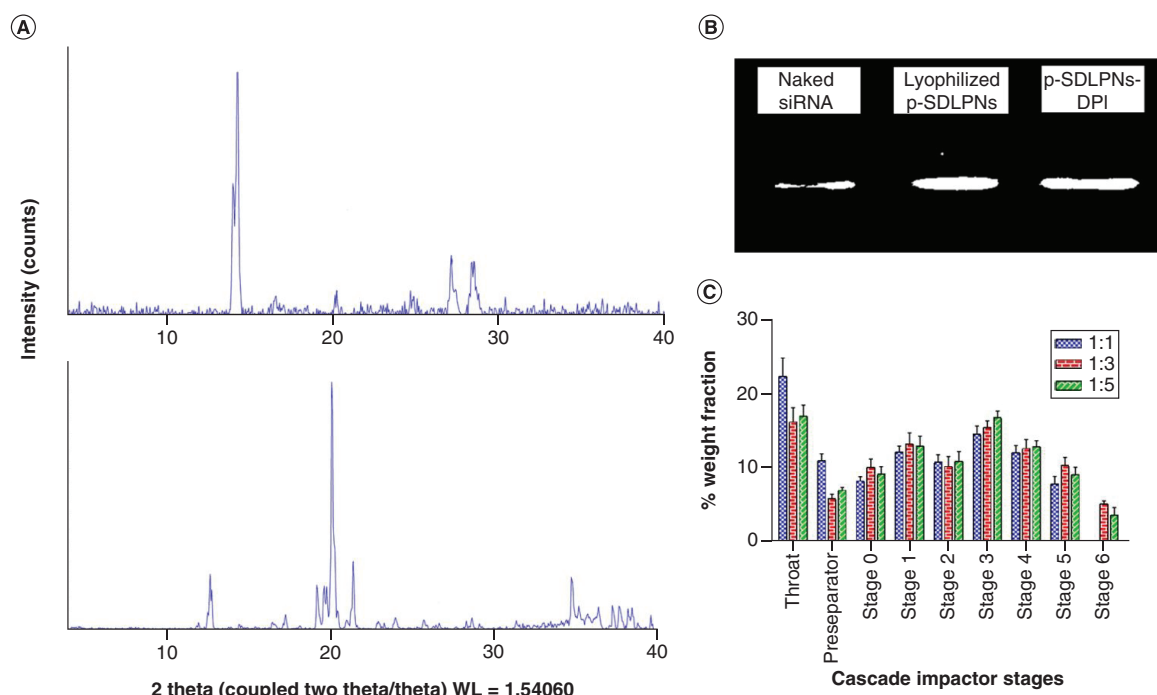 A
Intensity (counts)
10 20 30 40
10 20 30 40
2 theta (coupled two theta/theta) WL = 1.54060
B
Naked
siRNA
Lyophilized
p-SDLPNs
p-SDLPNs-
DPI
C
30
20
10
0
% weight fraction
1:1
1:3
1:5
Throat
Preseparator
Stage 0
Stage 1
Stage 2
Stage 3
Stage 4
Stage 5
Stage 6
Cascade impactor stages